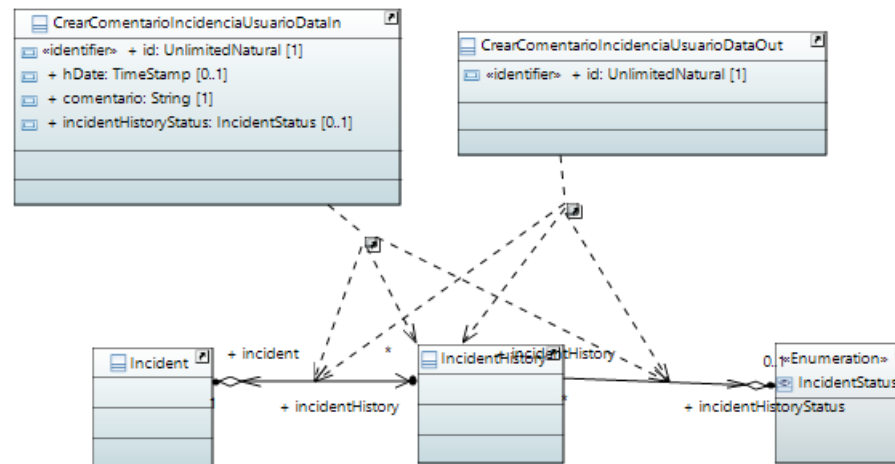 CrearComentarioIncidenciaUsuarioDataIn
«identifier» + id: UnlimitedNatural [1]
+ hDate: TimeStamp [0..1]
+ comentario: String [1]
+ incidentHistoryStatus: IncidentStatus [0..1]
CrearComentarioIncidenciaUsuarioDataOut
«identifier» + id: UnlimitedNatural [1]
Incident
+ incident
*
1
+ incidentHistory
IncidentHistory
+ incidentHistory
*
0..1
+ incidentHistoryStatus
«Enumeration»
IncidentStatus